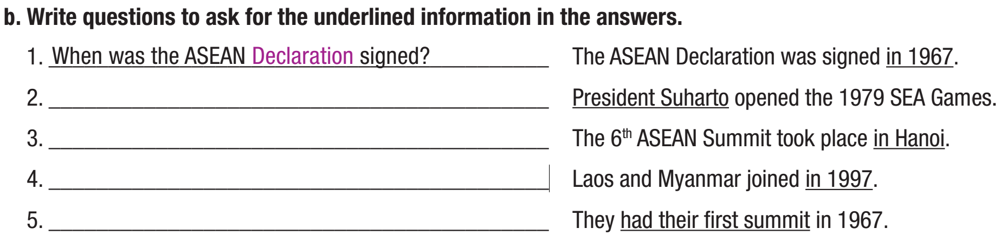 b. Write questions to ask for the underlined information in the answers.
1. When was the ASEAN Declaration signed? The ASEAN Declaration was signed in 1967.
2. President Suharto opened the 1979 SEA Games.
3. The 6th ASEAN Summit took place in Hanoi.
4. Laos and Myanmar joined in 1997.
5. They had their first summit in 1967.